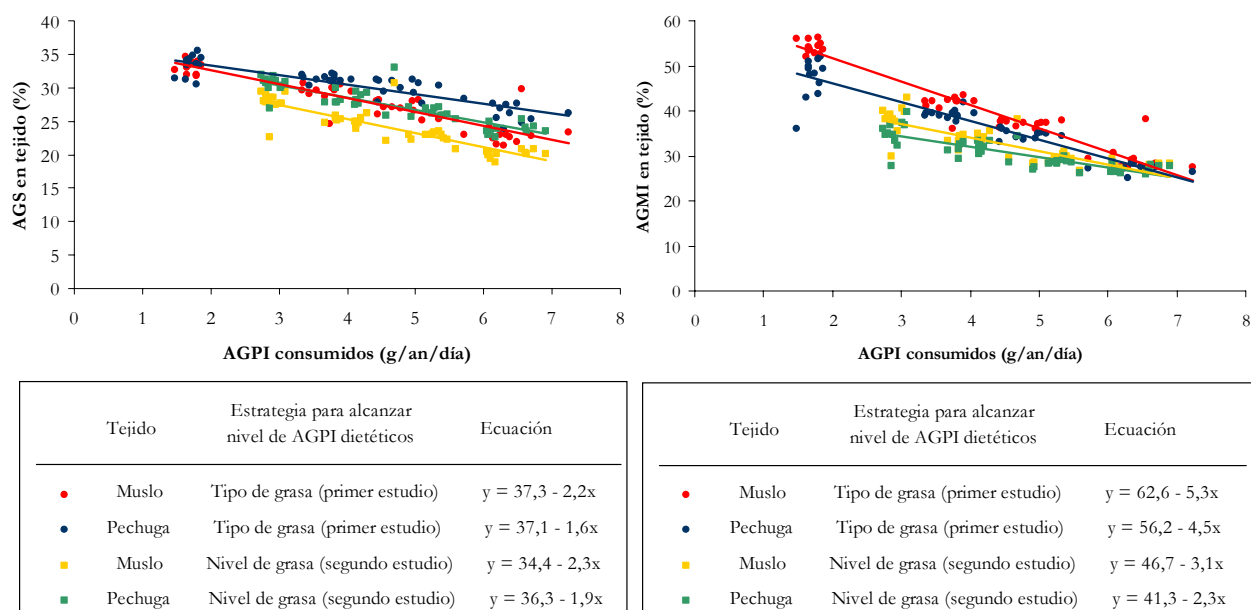 AGS en tejido (%)
40
35
30
25
20
15
10
5
0
0 1 2 3 4 5 6 7 8
AGPI consumidos (g/an/día)
AGMI en tejido (%)
60
50
40
30
20
10
0
0 1 2 3 4 5 6 7 8
AGPI consumidos (g/an/día)
Tejido Estrategia para alcanzar nivel de AGPI dietéticos Ecuación
Muslo Tipo de grasa (primer estudio) y = 37,3 - 2,2x
Pechuga Tipo de grasa (primer estudio) y = 37,1 - 1,6x
Muslo Nivel de grasa (segundo estudio) y = 34,4 - 2,3x
Pechuga Nivel de grasa (segundo estudio) y = 36,3 - 1,9x
Tejido Estrategia para alcanzar nivel de AGPI dietéticos Ecuación
Muslo Tipo de grasa (primer estudio) y = 62,6 - 5,3x
Pechuga Tipo de grasa (primer estudio) y = 56,2 - 4,5x
Muslo Nivel de grasa (segundo estudio) y = 46,7 - 3,1x
Pechuga Nivel de grasa (segundo estudio) y = 41,3 - 2,3x